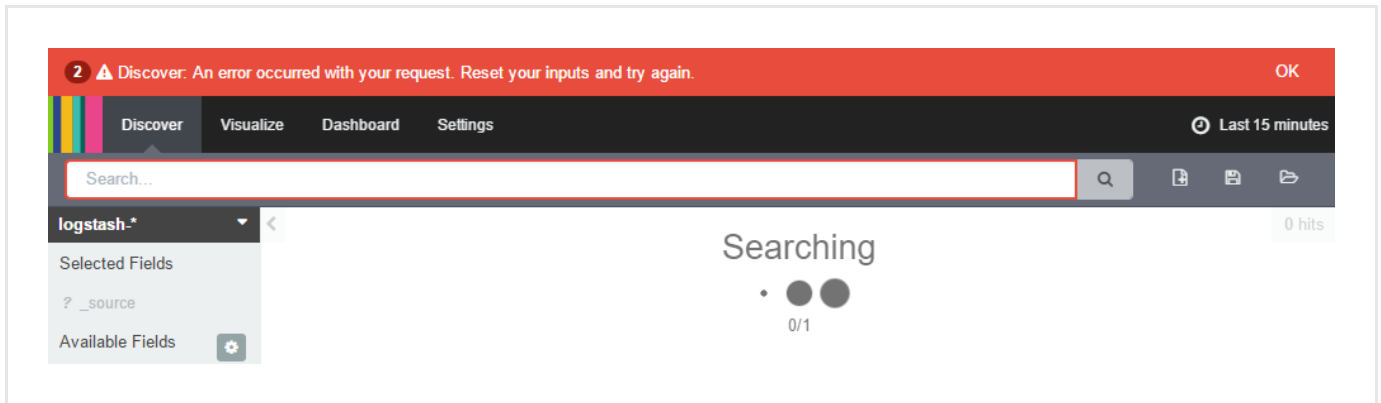 2 Discover: An error occurred with your request. Reset your inputs and try again. OK
Discover Visualize Dashboard Settings Last 15 minutes
Search...
logstash-* 0 hits
Searching
Selected Fields
? _source
0/1
Available Fields